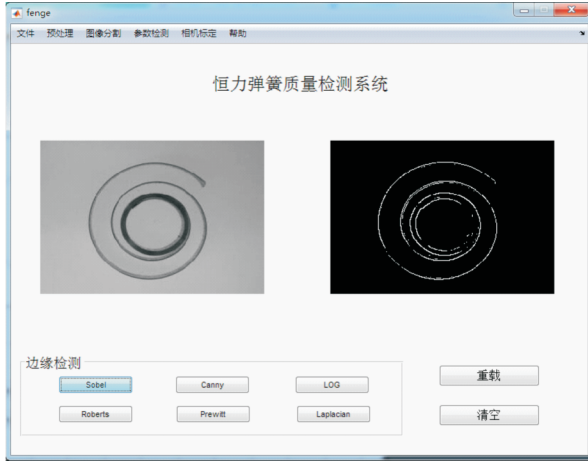 fenge
文件 预处理 图像分割 参数检测 相机标定 帮助
恒力弹簧质量检测系统
边缘检测
Sobel Canny LOG
Roberts Prewitt Laplacian
重载
清空